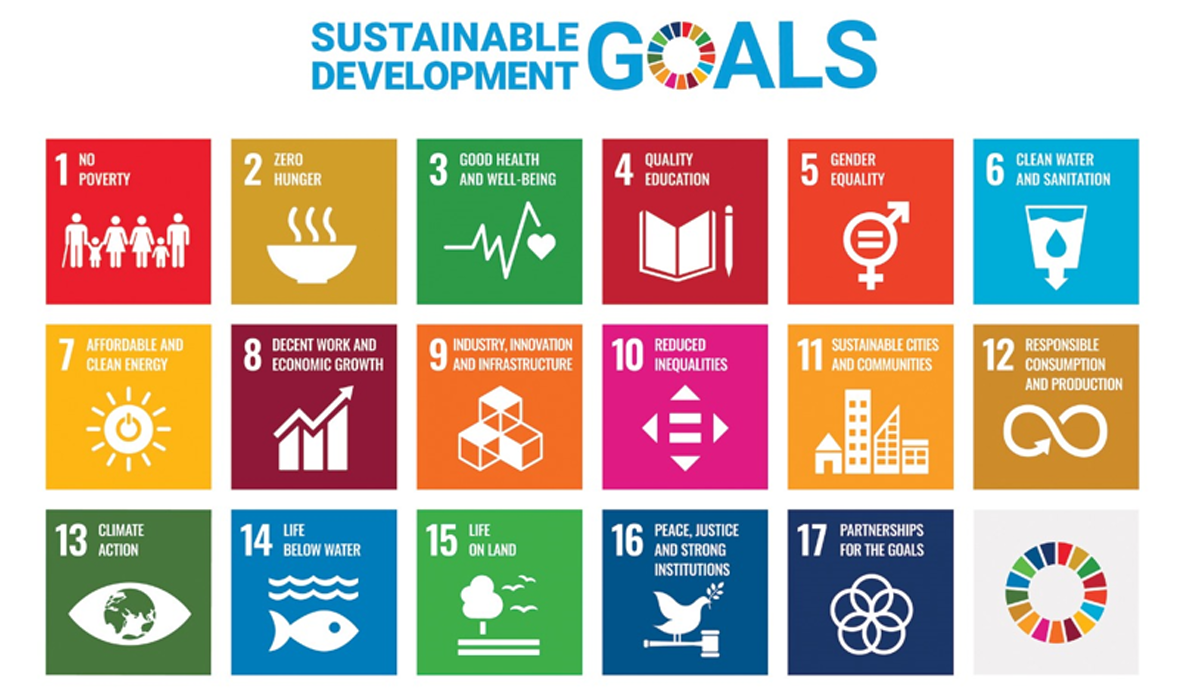 SUSTAINABLE
DEVELOPMENT
GOALS
1 NO
POVERTY
2 ZERO
HUNGER
3 GOOD HEALTH
AND WELL-BEING
4 QUALITY
EDUCATION
5 GENDER
EQUALITY
6 CLEAN WATER
AND SANITATION
7 AFFORDABLE AND
CLEAN ENERGY
8 DECENT WORK AND
ECONOMIC GROWTH
9 INDUSTRY, INNOVATION
AND INFRASTRUCTURE
10 REDUCED
INEQUALITIES
11 SUSTAINABLE CITIES
AND COMMUNITIES
12 RESPONSIBLE
CONSUMPTION
AND PRODUCTION
13 CLIMATE
ACTION
14 LIFE
BELOW WATER
15 LIFE
ON LAND
16 PEACE, JUSTICE
AND STRONG
INSTITUTIONS
17 PARTNERSHIPS
FOR THE GOALS